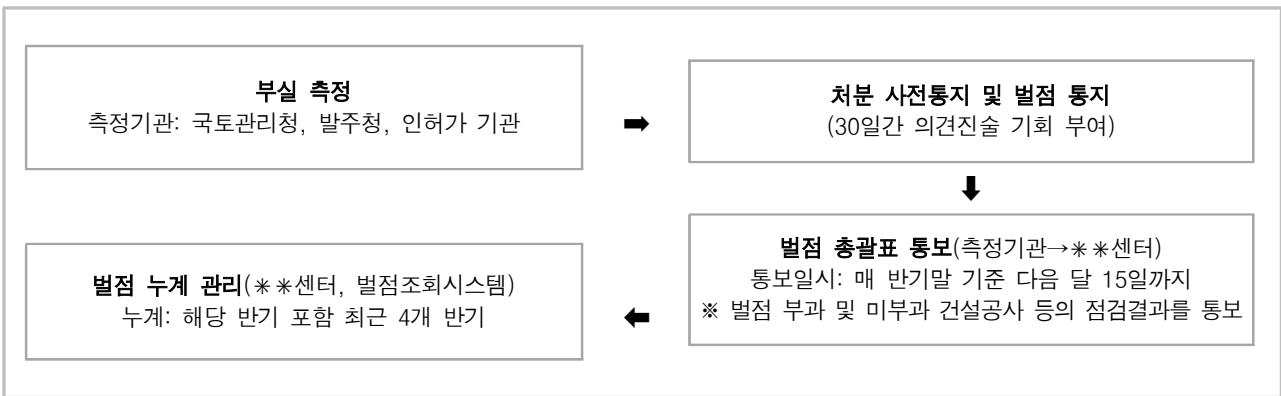 부실 측정
측정기관: 국토관리청, 발주청, 인허가 기관
➡
처분 사전통지 및 벌점 통지
(30일간 의견진술 기회 부여)
⬇
벌점 총괄표 통보(측정기관→＊＊센터)
통보일시: 매 반기말 기준 다음 달 15일까지
※ 벌점 부과 및 미부과 건설공사 등의 점검결과를 통보
⬅
벌점 누계 관리(＊＊센터, 벌점조회시스템)
누계: 해당 반기 포함 최근 4개 반기